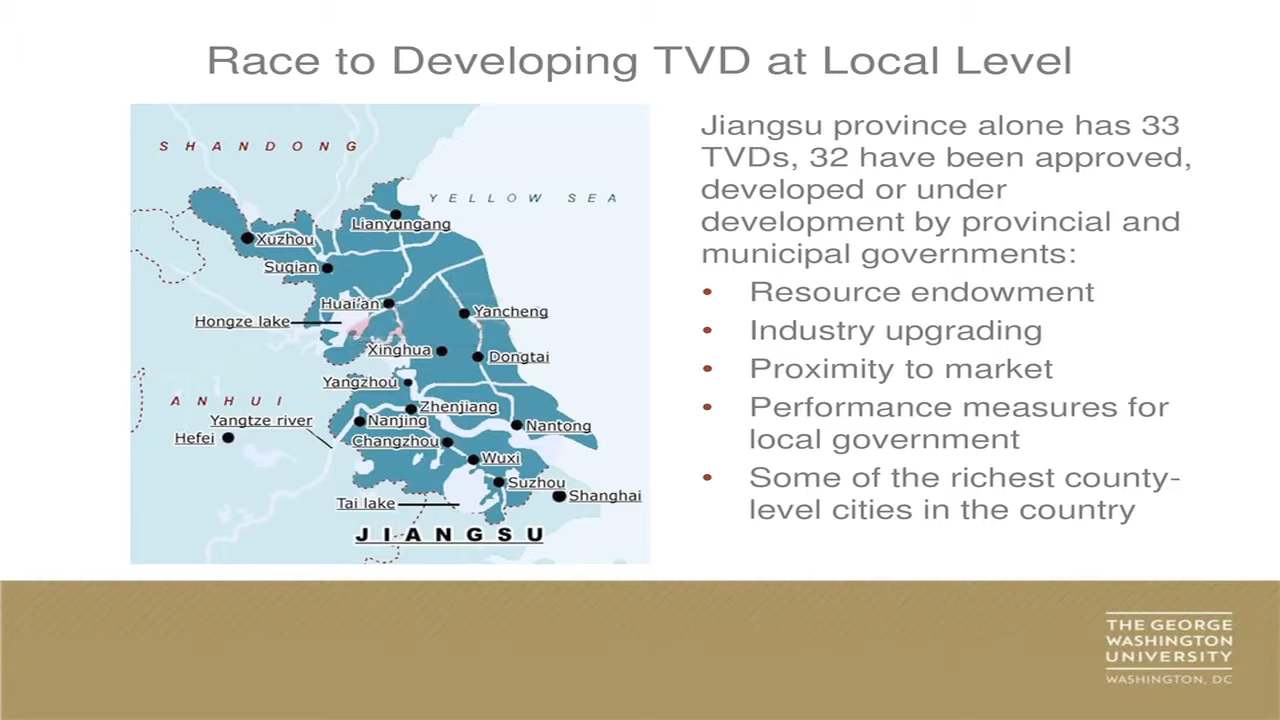 Race to Developing TVD at Local Level
SHANDONG
YELLOW SEA
Lianyungang
Xuzhou
Suqian
Huai'an
Hongze lake
Yancheng
Xinghua
Dongtai
Yangzhou
ANHUI
Zhenjiang
Yangtze river
Nanjing
Nantong
Hefei
Changzhou
Wuxi
Suzhou
Shanghai
Tai lake
JIANGSU
Jiangsu province alone has 33
TVDs, 32 have been approved,
developed or under
development by provincial and
municipal governments:
• Resource endowment
• Industry upgrading
• Proximity to market
• Performance measures for
local government
• Some of the richest county-
level cities in the country
THE GEORGE
WASHINGTON
UNIVERSITY
WASHINGTON, DC